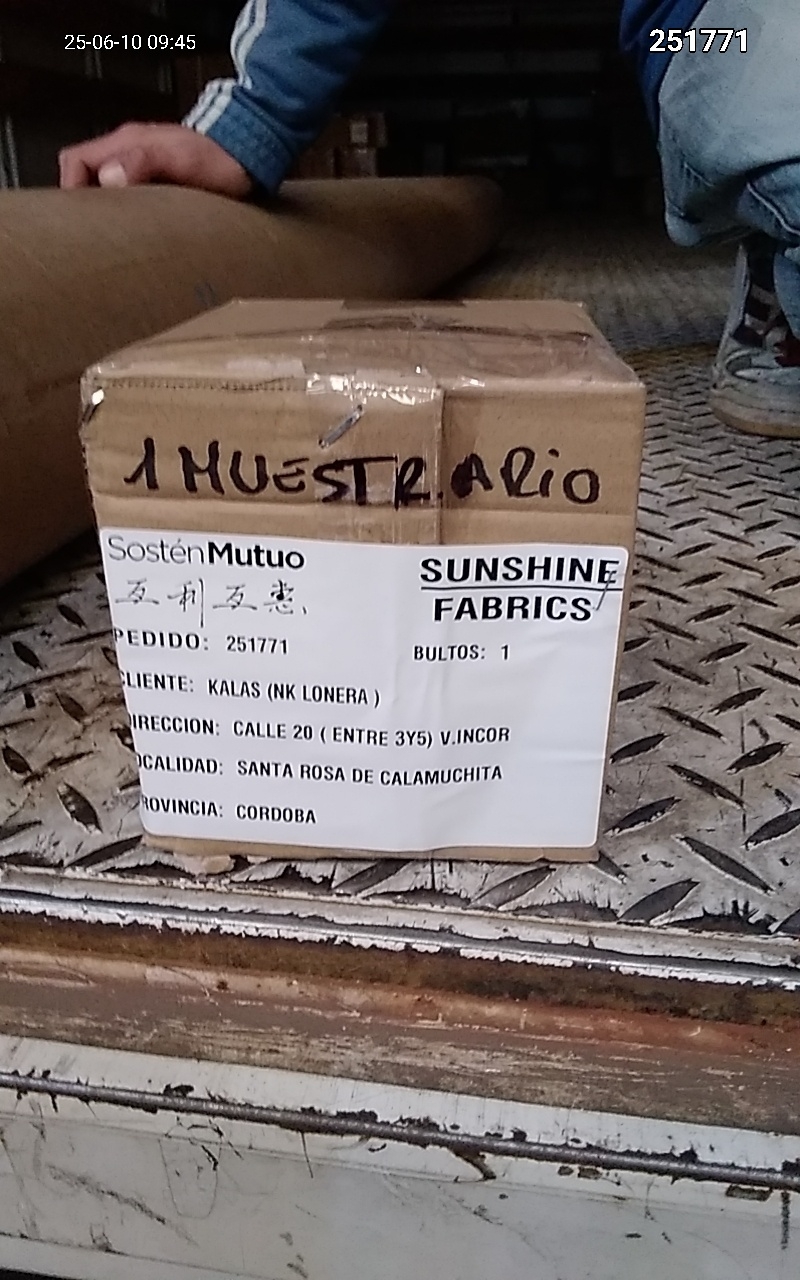 25-06-10 09:45
251771
1 MUESTRARIO
SosténMutuo
SUNSHINE
FABRICS
互利互惠
PEDIDO: 251771
BULTOS: 1
CLIENTE: KALAS (NK LONERA )
DIRECCION: CALLE 20 ( ENTRE 3Y5) V.INCOR
LOCALIDAD: SANTA ROSA DE CALAMUCHITA
PROVINCIA: CORDOBA